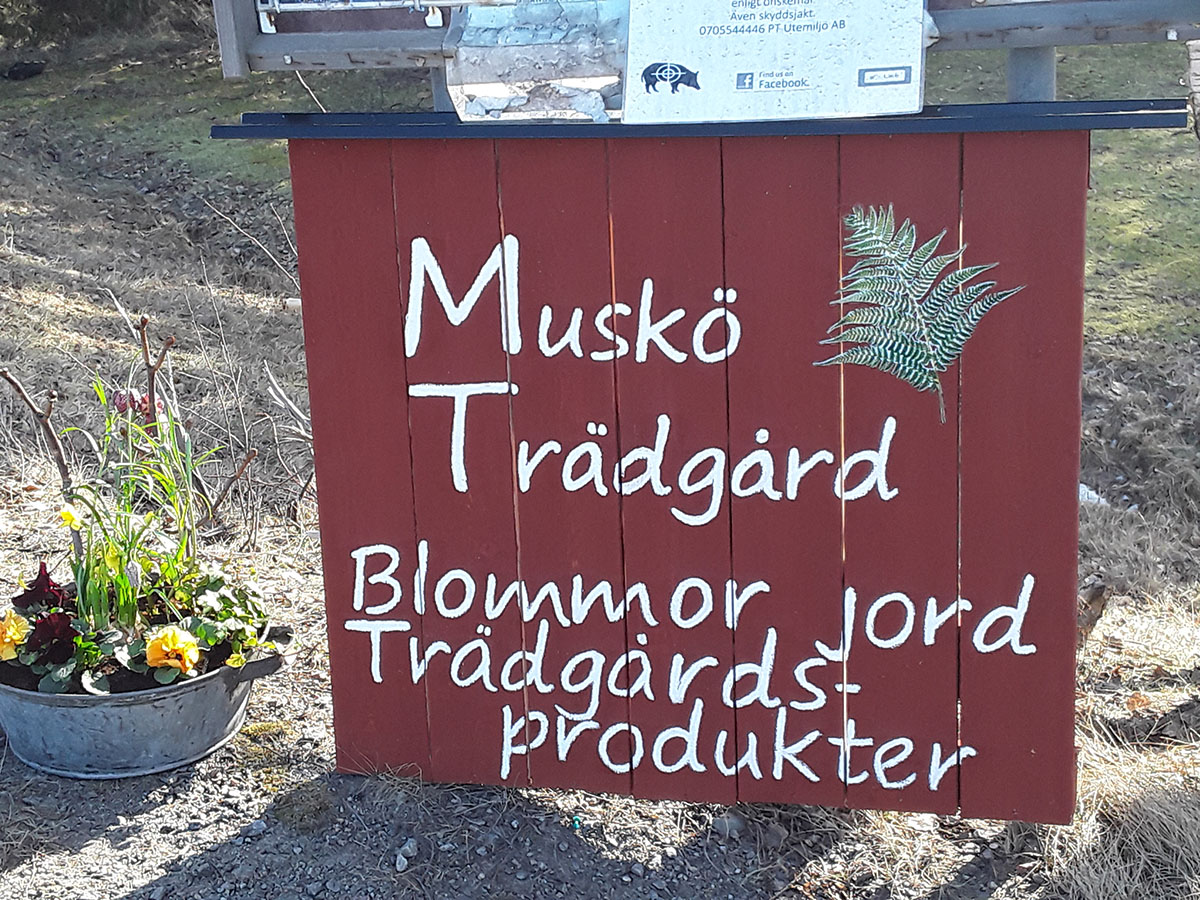 enligt önskemål.
Även skyddsjakt.
0705544446 PT Utemiljö AB
Find us on
Facebook.
Muskö
Trädgård
Blommor Jord
Trädgårds-
produkter